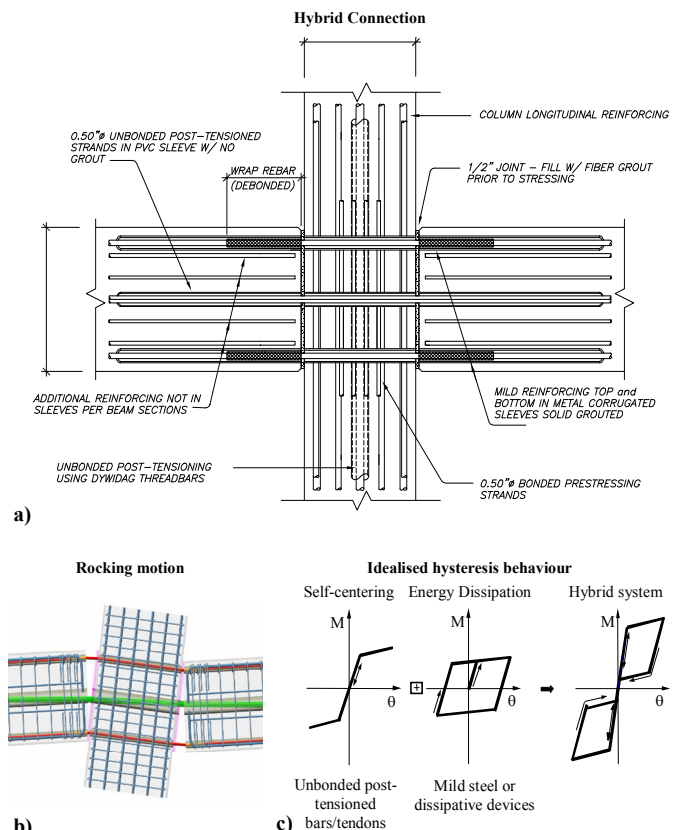 Hybrid Connection
COLUMN LONGITUDINAL REINFORCING
0.50"ø UNBONDED POST-TENSIONED
STRANDS IN PVC SLEEVE W/ NO
GROUT
WRAP REBAR
(DEBONDED)
1/2" JOINT - FILL W/ FIBER GROUT
PRIOR TO STRESSING
ADDITIONAL REINFORCING NOT IN
SLEEVES PER BEAM SECTIONS
MILD REINFORCING TOP and
BOTTOM IN METAL CORRUGATED
SLEEVES SOLID GROUTED
UNBONDED POST-TENSIONING
USING DYWIDAG THREADBARS
0.50"ø BONDED PRESTRESSING
STRANDS
a)
Rocking motion
Idealised hysteresis behaviour
Self-centering
Energy Dissipation
Hybrid system
M
M
M
θ
+
θ
θ
Unbonded post-
tensioned
bars/tendons
Mild steel or
dissipative devices
b)
c)